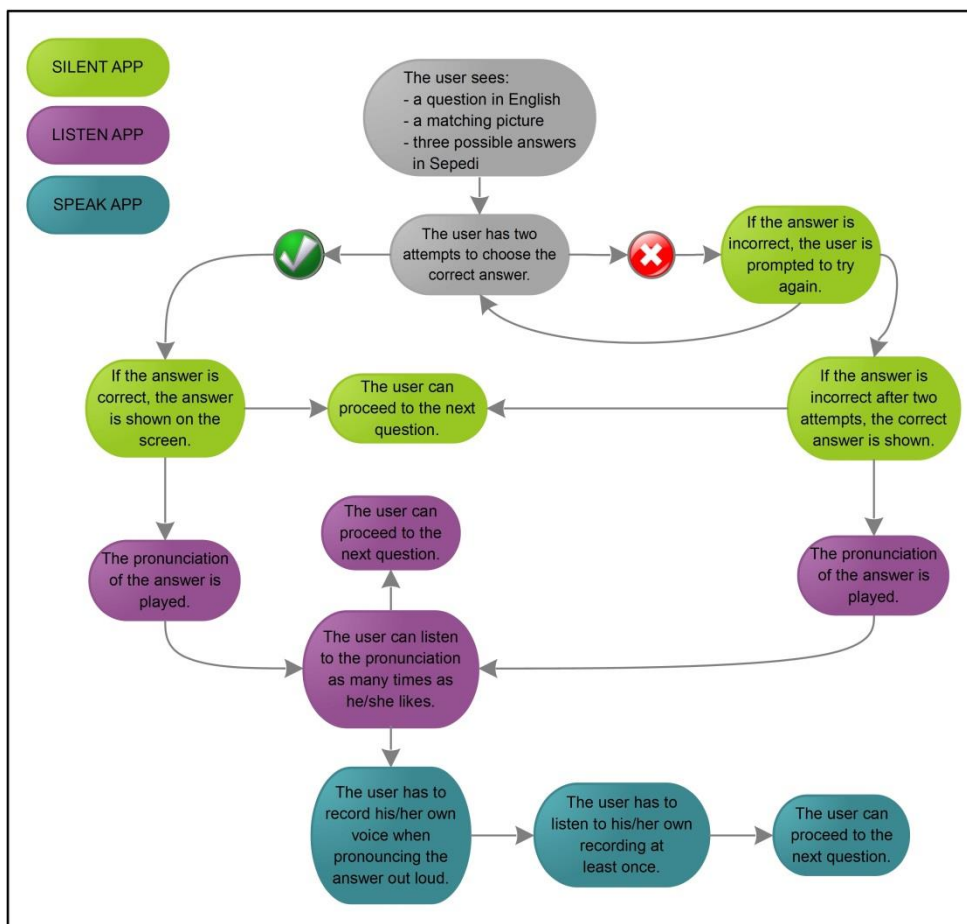 SILENT APP
LISTEN APP
SPEAK APP
The user sees:
- a question in English
- a matching picture
- three possible answers
in Sepedi
The user has two
attempts to choose the
correct answer.
If the answer is
incorrect, the user is
prompted to try
again.
If the answer is
correct, the answer
is shown on the
screen.
The user can
proceed to the next
question.
If the answer is
incorrect after two
attempts, the correct
answer is shown.
The user can
proceed to the
next question.
The pronunciation
of the answer is
played.
The pronunciation
of the answer is
played.
The user can listen
to the pronunciation
as many times as
he/she likes.
The user has to
record his/her own
voice when
pronouncing the
answer out loud.
The user has to
listen to his/her own
recording at
least once.
The user can
proceed to the
next question.